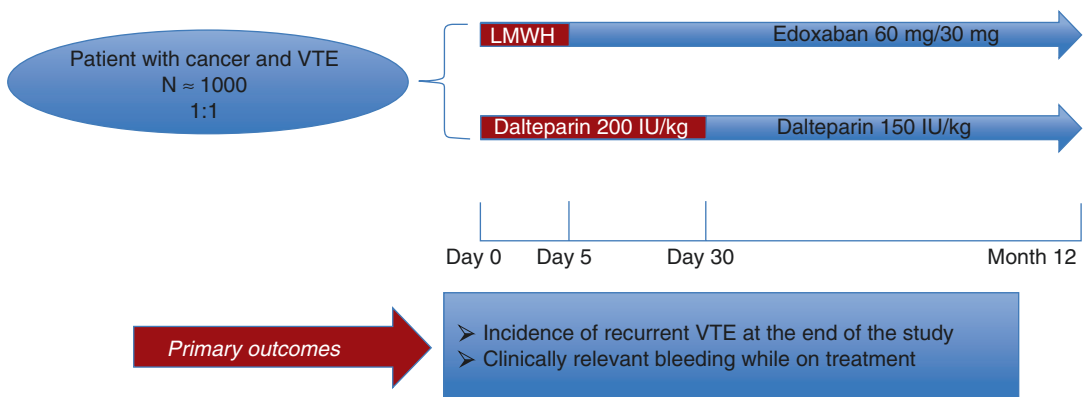 Patient with cancer and VTE
N ≈ 1000
1:1
LMWH
Edoxaban 60 mg/30 mg
Dalteparin 200 IU/kg
Dalteparin 150 IU/kg
Day 0
Day 5
Day 30
Month 12
Primary outcomes
➢ Incidence of recurrent VTE at the end of the study
➢ Clinically relevant bleeding while on treatment